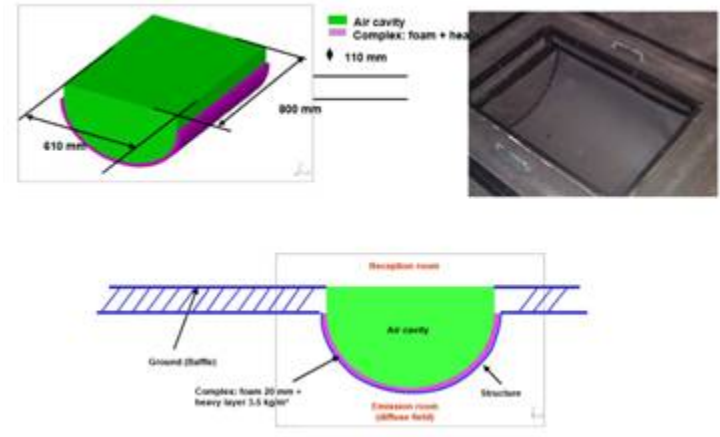 Air cavity
Complex: foam + hea
110 mm
800 mm
610 mm
Reception room
Air cavity
Ground (Baffle)
Complex: foam 20 mm +
heavy layer 3.5 kg/m²
Structure
Emission room
(diffuse field)